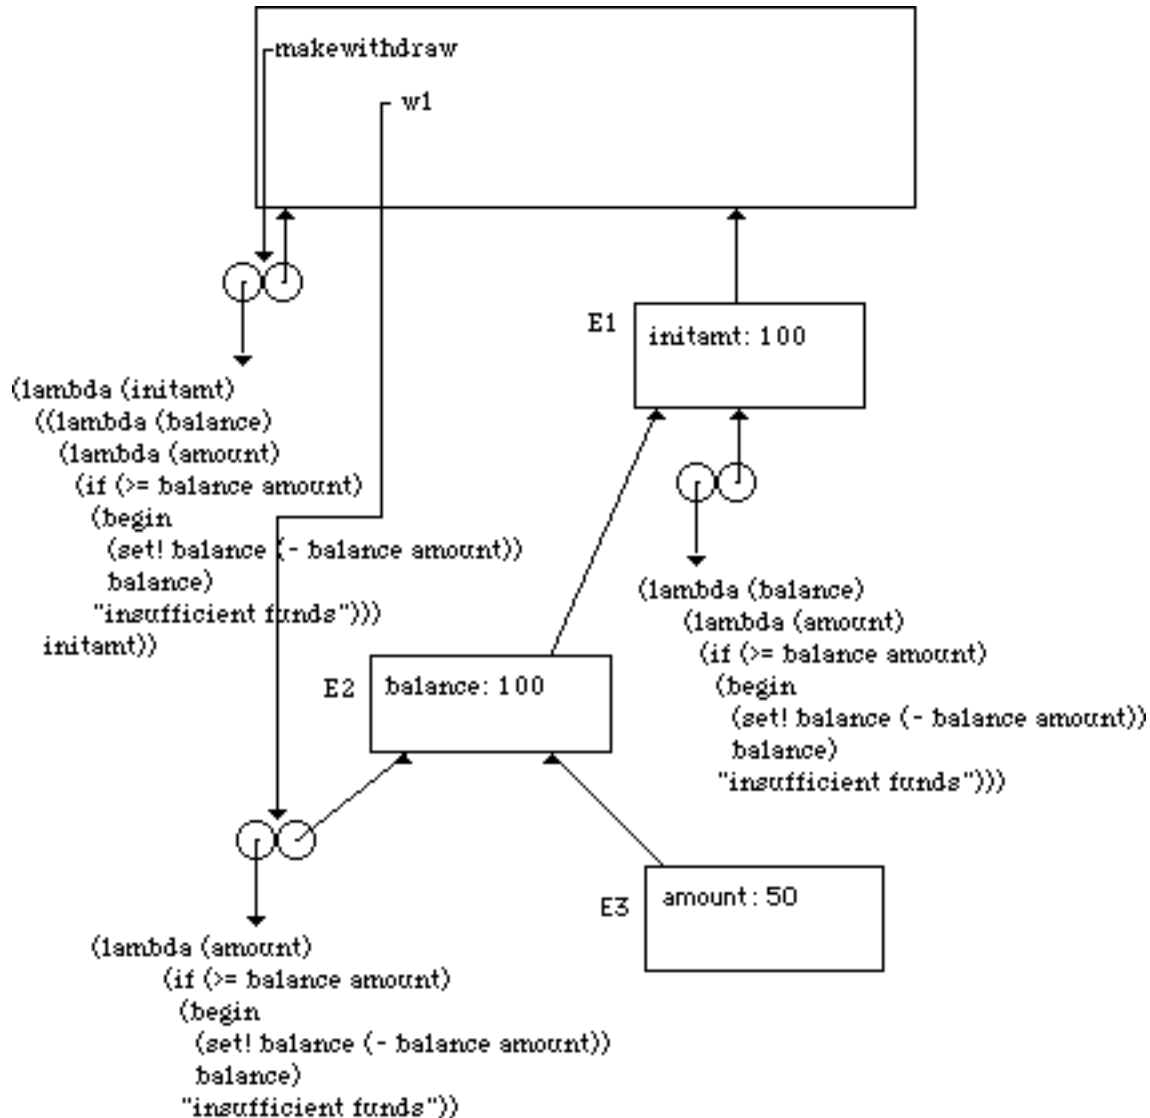 makewithdraw
w1
E1
initamt: 100
(lambda (initamt)
((lambda (balance)
(lambda (amount)
(if (>= balance amount)
(begin
(set! balance (- balance amount))
balance)
"insufficient funds")))
initamt))
(lambda (balance)
(lambda (amount)
(if (>= balance amount)
(begin
(set! balance (- balance amount))
balance)
"insufficient funds")))
E2
balance: 100
E3
amount: 50
(lambda (amount)
(if (>= balance amount)
(begin
(set! balance (- balance amount))
balance)
"insufficient funds"))